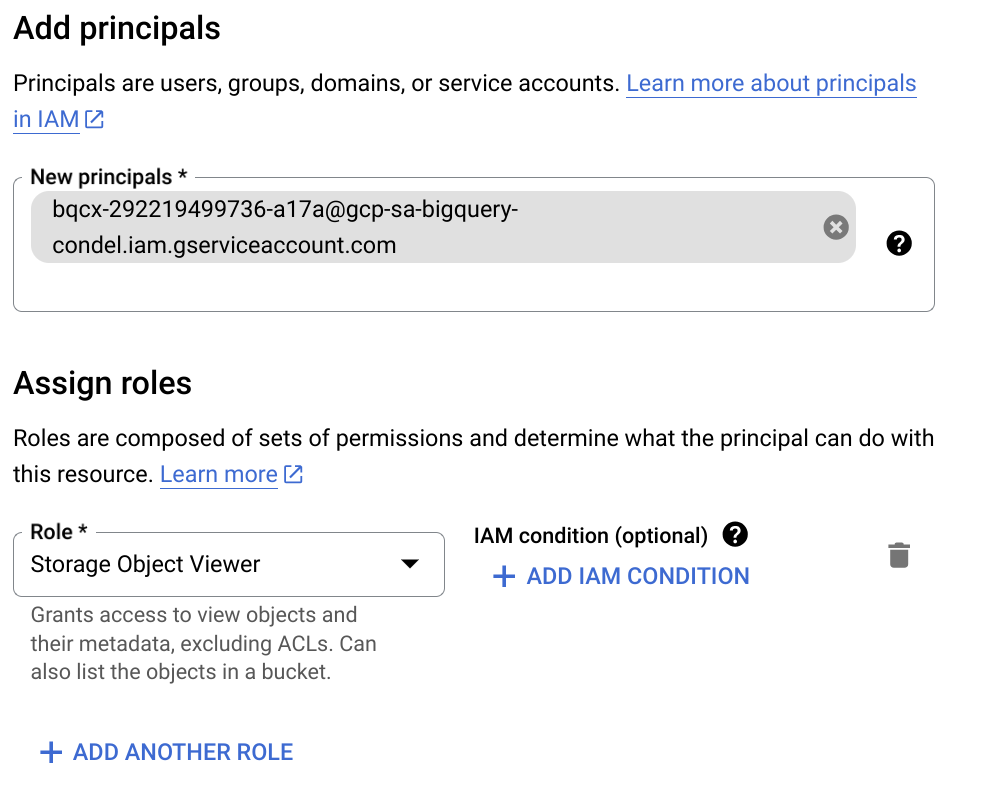 Add principals
Principals are users, groups, domains, or service accounts. Learn more about principals
in IAM
New principals *
bqcx-292219499736-a17a@gcp-sa-bigquery-
condel.iam.gserviceaccount.com
Assign roles
Roles are composed of sets of permissions and determine what the principal can do with
this resource. Learn more
Role *
Storage Object Viewer
Grants access to view objects and
their metadata, excluding ACLs. Can
also list the objects in a bucket.
IAM condition (optional)
+ ADD IAM CONDITION
+ ADD ANOTHER ROLE